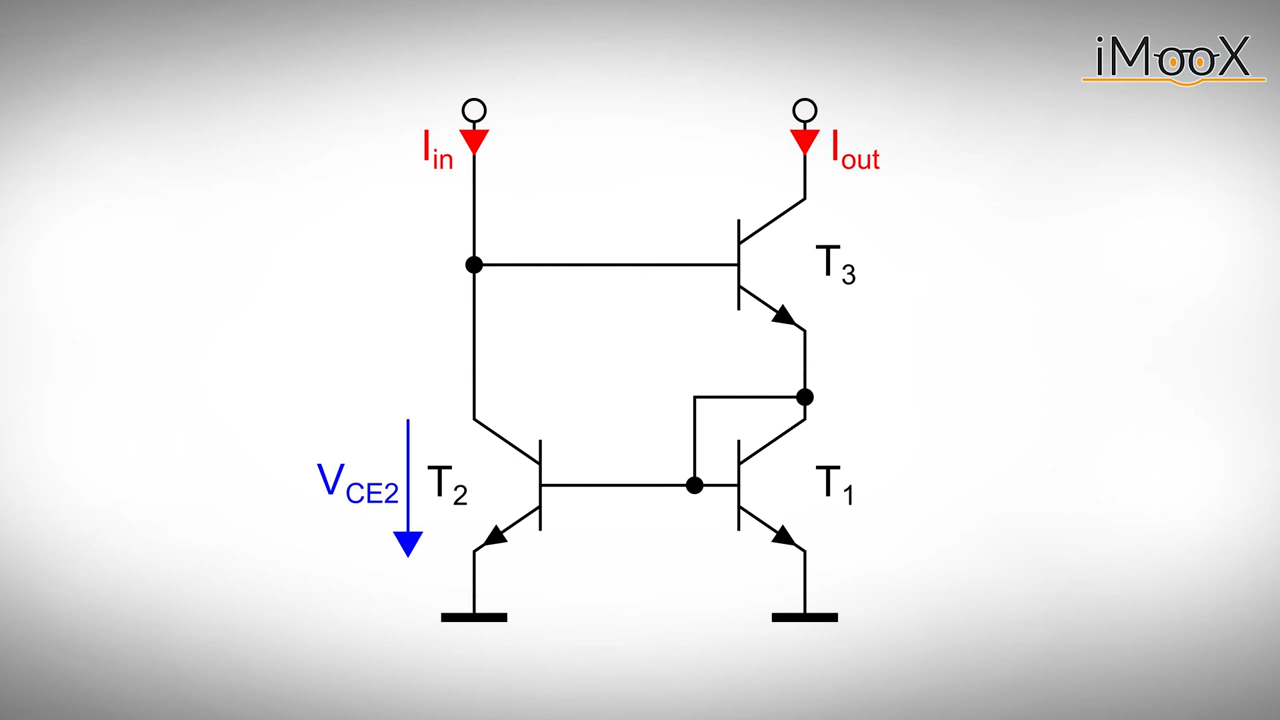 iMooX
I_in
I_out
T_3
V_CE2
T_2
T_1